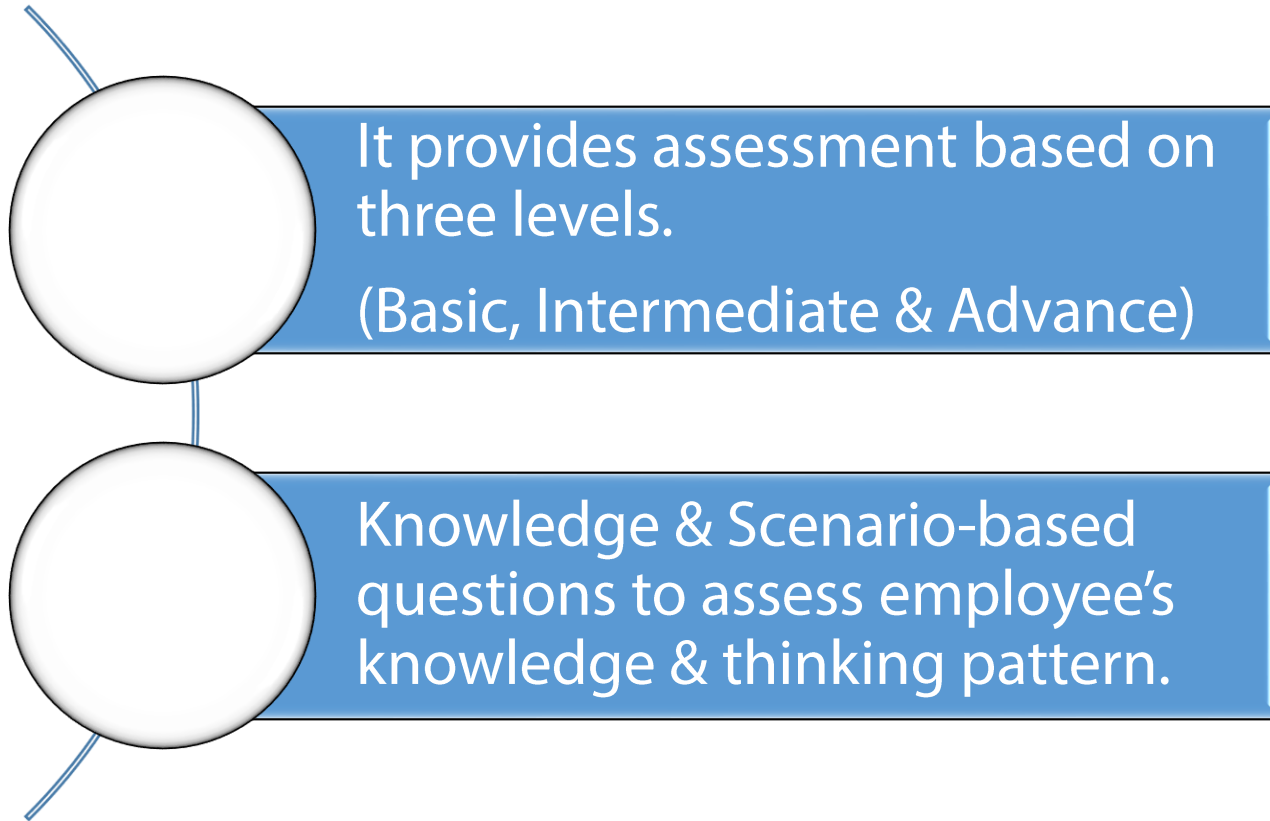 It provides assessment based on
three levels.
(Basic, Intermediate & Advance)
Knowledge & Scenario-based
questions to assess employee’s
knowledge & thinking pattern.